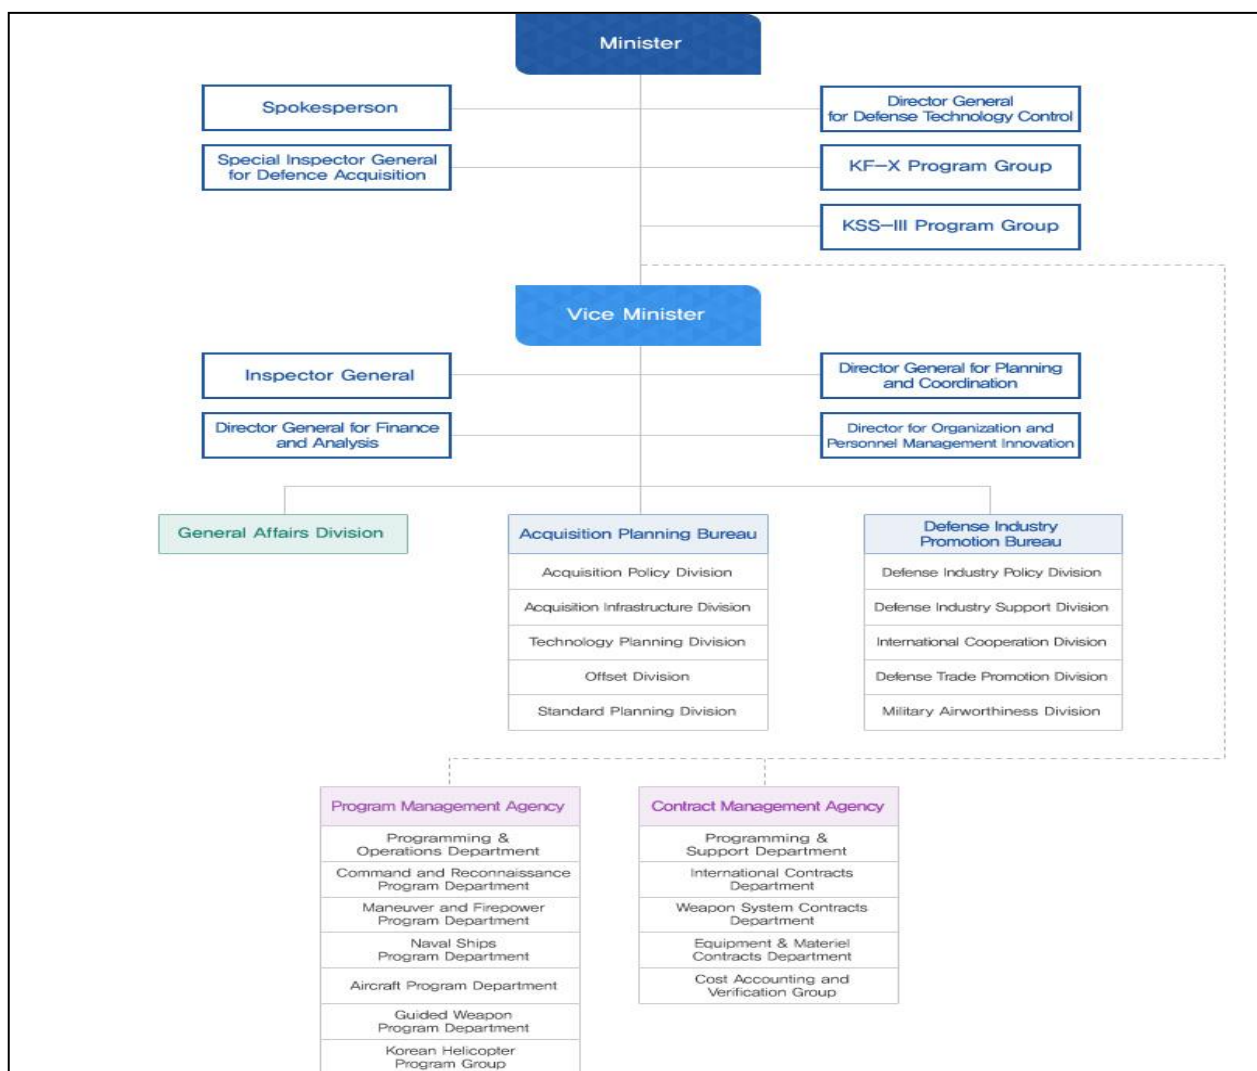 Minister
Spokesperson
Director General
for Defense Technology Control
Special Inspector General
for Defence Acquisition
KF-X Program Group
KSS-III Program Group
Vice Minister
Inspector General
Director General for Planning
and Coordination
Director General for Finance
and Analysis
Director for Organization and
Personnel Management Innovation
General Affairs Division
Acquisition Planning Bureau
Acquisition Policy Division
Acquisition Infrastructure Division
Technology Planning Division
Offset Division
Standard Planning Division
Defense Industry
Promotion Bureau
Defense Industry Policy Division
Defense Industry Support Division
International Cooperation Division
Defense Trade Promotion Division
Military Airworthiness Division
Program Management Agency
Programming &
Operations Department
Command and Reconnaissance
Program Department
Maneuver and Firepower
Program Department
Naval Ships
Program Department
Aircraft Program Department
Guided Weapon
Program Department
Korean Helicopter
Program Group
Contract Management Agency
Programming &
Support Department
International Contracts
Department
Weapon System Contracts
Department
Equipment & Materiel
Contracts Department
Cost Accounting and
Verification Group